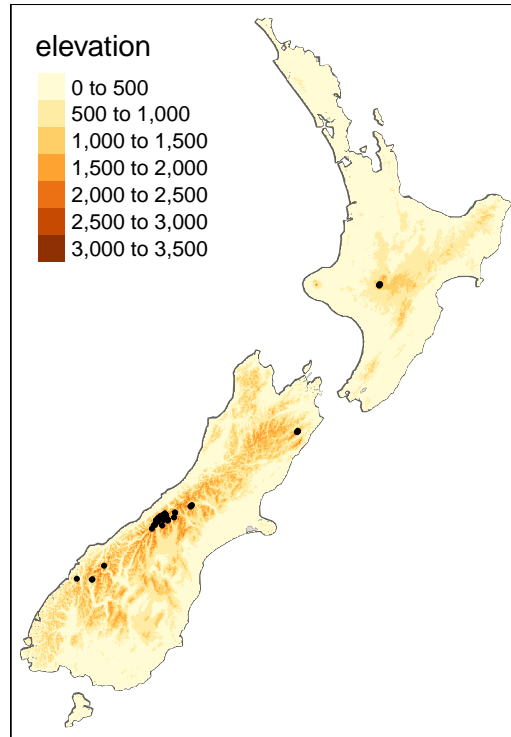 elevation
0 to 500
500 to 1,000
1,000 to 1,500
1,500 to 2,000
2,000 to 2,500
2,500 to 3,000
3,000 to 3,500